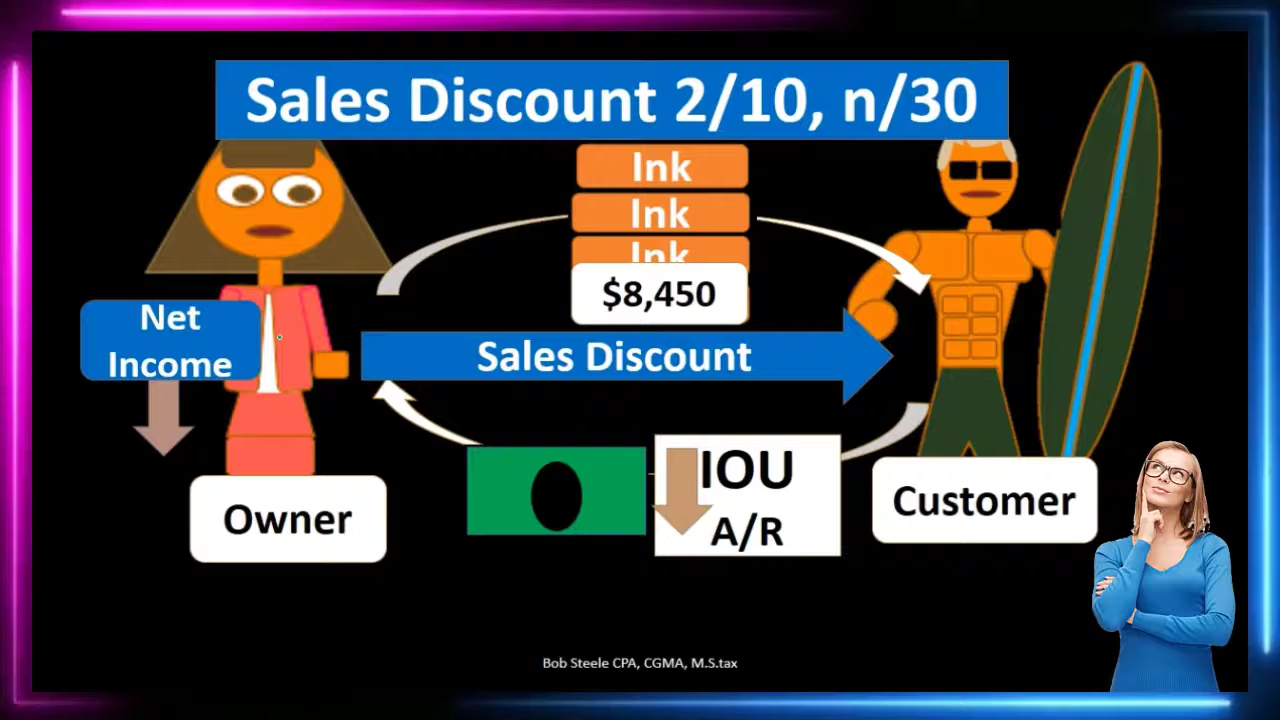 Sales Discount 2/10, n/30
Ink
Ink
Ink
$8,450
Net
Income
Sales Discount
IOU
A/R
Owner
Customer
Bob Steele CPA, CGMA, M.S.tax